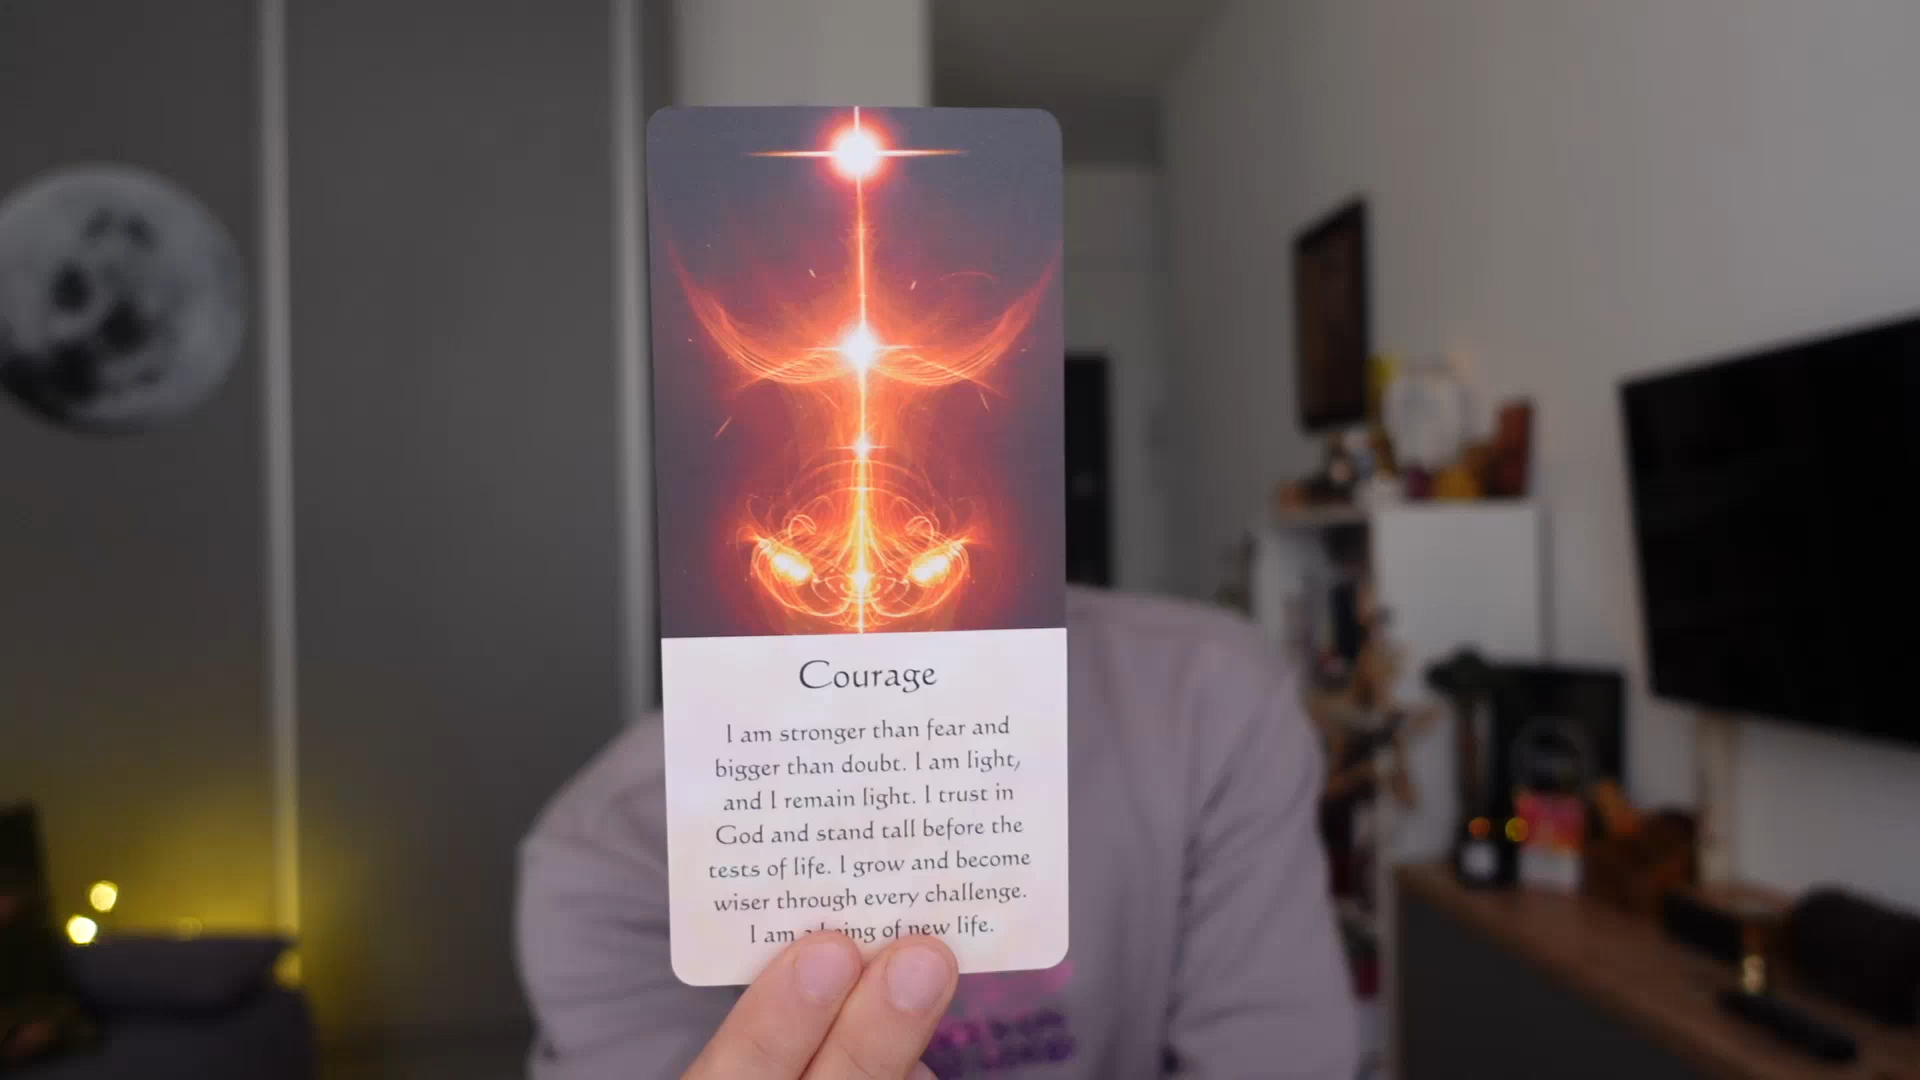 Courage
I am stronger than fear and
bigger than doubt. I am light,
and I remain light. I trust in
God and stand tall before the
tests of life. I grow and become
wiser through every challenge.
I am a being of new life.